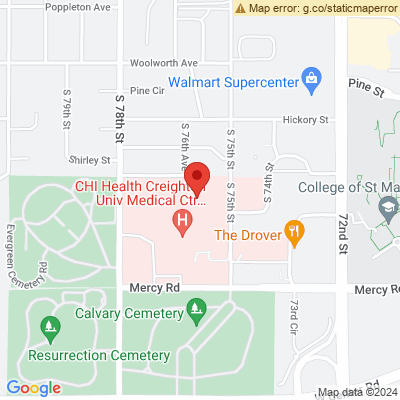 Map error: g.co/staticmaperror
Poppleton Ave
Woolworth Ave
Walmart Supercenter
Pine Cir
Pine St
S 79th St
S 78th St
Hickory St
S 76th Ave
S 75th St
Shirley St
CHI Health Creighton
Univ Medical Ctr...
H
S 75th St
S 74th St
College of St Ma
72nd St
The Drover
Evergreen Cemetery Rd
Mercy Rd
Mercy Ro
Calvary Cemetery
73rd Cir
Resurrection Cemetery
Google
Map data ©2024